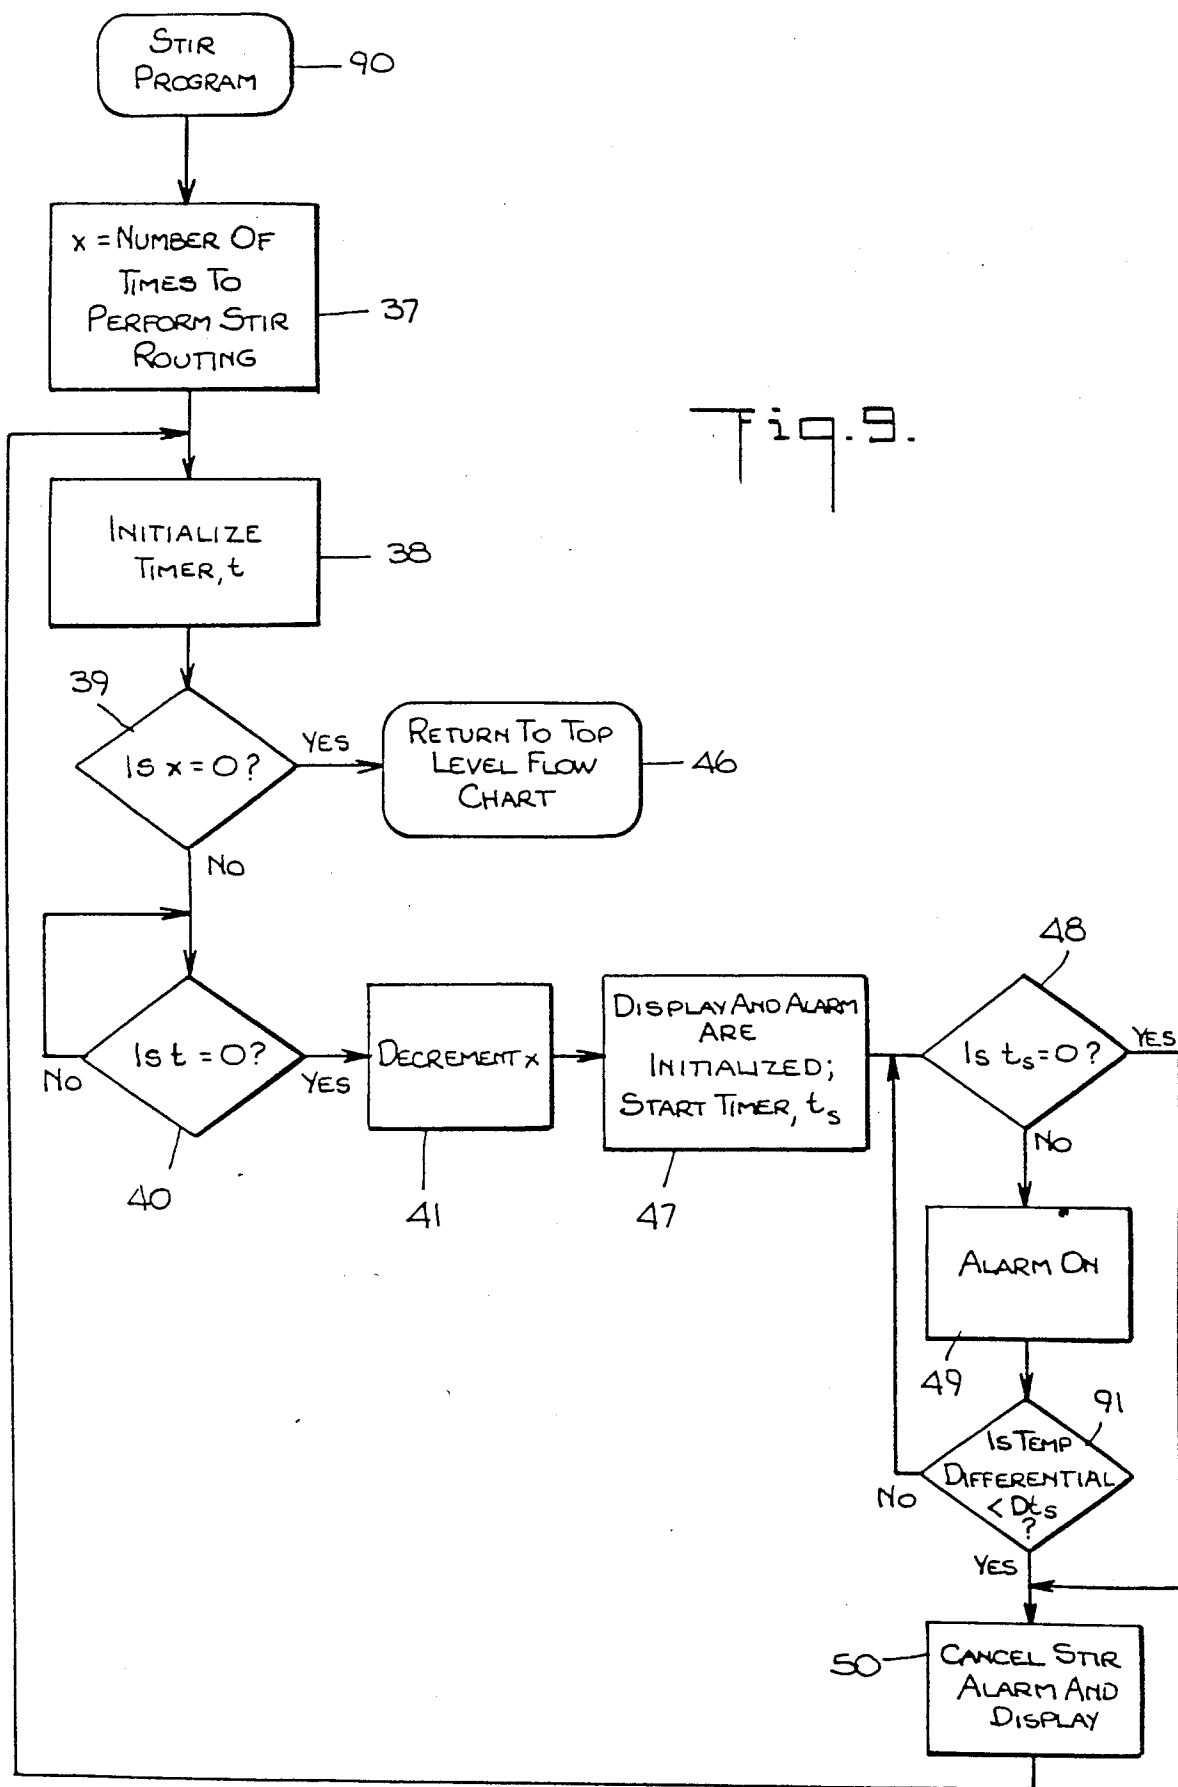 STIR
PROGRAM
90
x = NUMBER OF
TIMES TO
PERFORM STIR
ROUTING
37
Fig. 9.
INITIALIZE
TIMER, t
38
39
IS x = 0?
YES
RETURN TO TOP
LEVEL FLOW
CHART
46
NO
IS t = 0?
NO
YES
40
DECREMENT x
41
DISPLAY AND ALARM
ARE
INITIALIZED;
START TIMER, ts
47
48
IS ts = 0?
YES
NO
ALARM ON
49
91
IS TEMP
DIFFERENTIAL
< Dts
?
NO
YES
50
CANCEL STIR
ALARM AND
DISPLAY